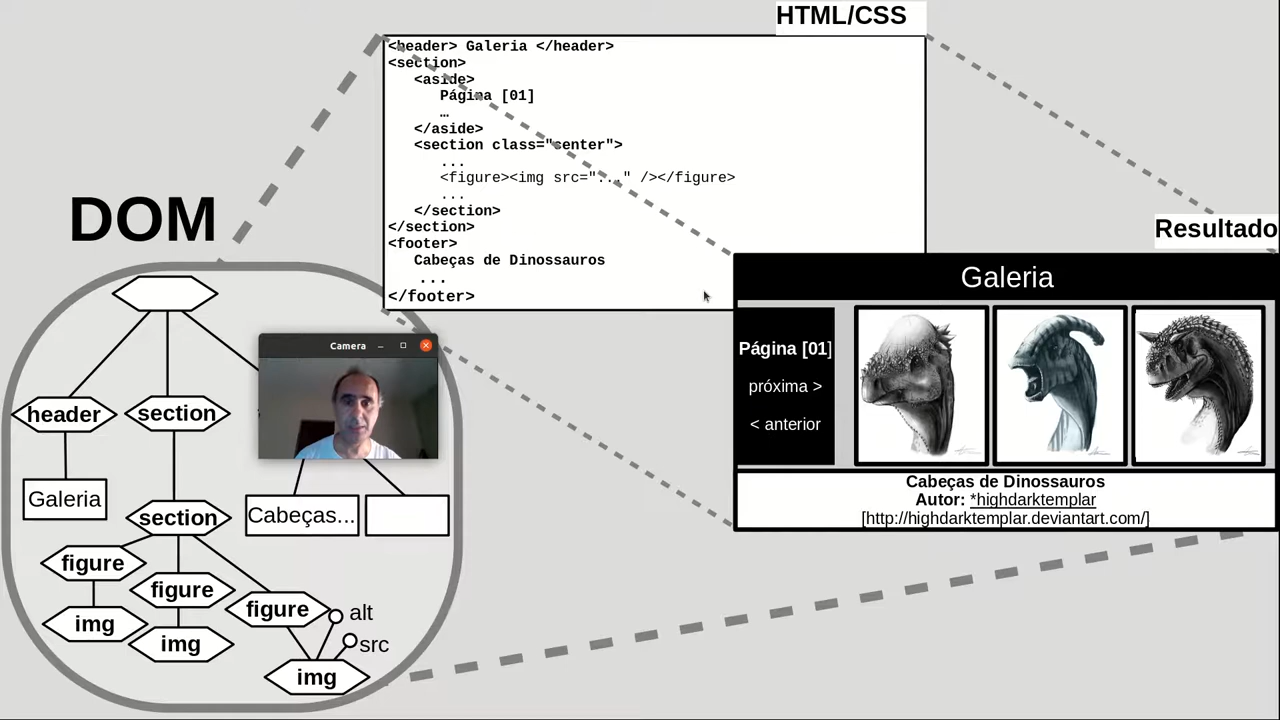 HTML/CSS
<header> Galeria </header>
<section>
<aside>
Página [01]
…
</aside>
<section class="center">
...
<figure><img src="..." /></figure>
...
</section>
</section>
<footer>
Cabeças de Dinossauros
...
</footer>
DOM
Resultado
Galeria
Página [01]
próxima >
< anterior
Cabeças de Dinossauros
Autor: *highdarktemplar
[http://highdarktemplar.deviantart.com/]
Camera
header
section
Galeria
Cabeças...
section
figure
figure
figure
alt
img
img
src
img